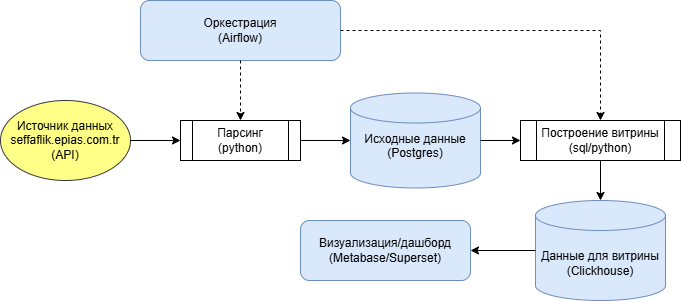 Оркестрация
(Airflow)
Источник данных
seffaflik.epias.com.tr
(API)
Парсинг
(python)
Исходные данные
(Postgres)
Построение витрины
(sql/python)
Визуализация/дашборд
(Metabase/Superset)
Данные для витрины
(Clickhouse)